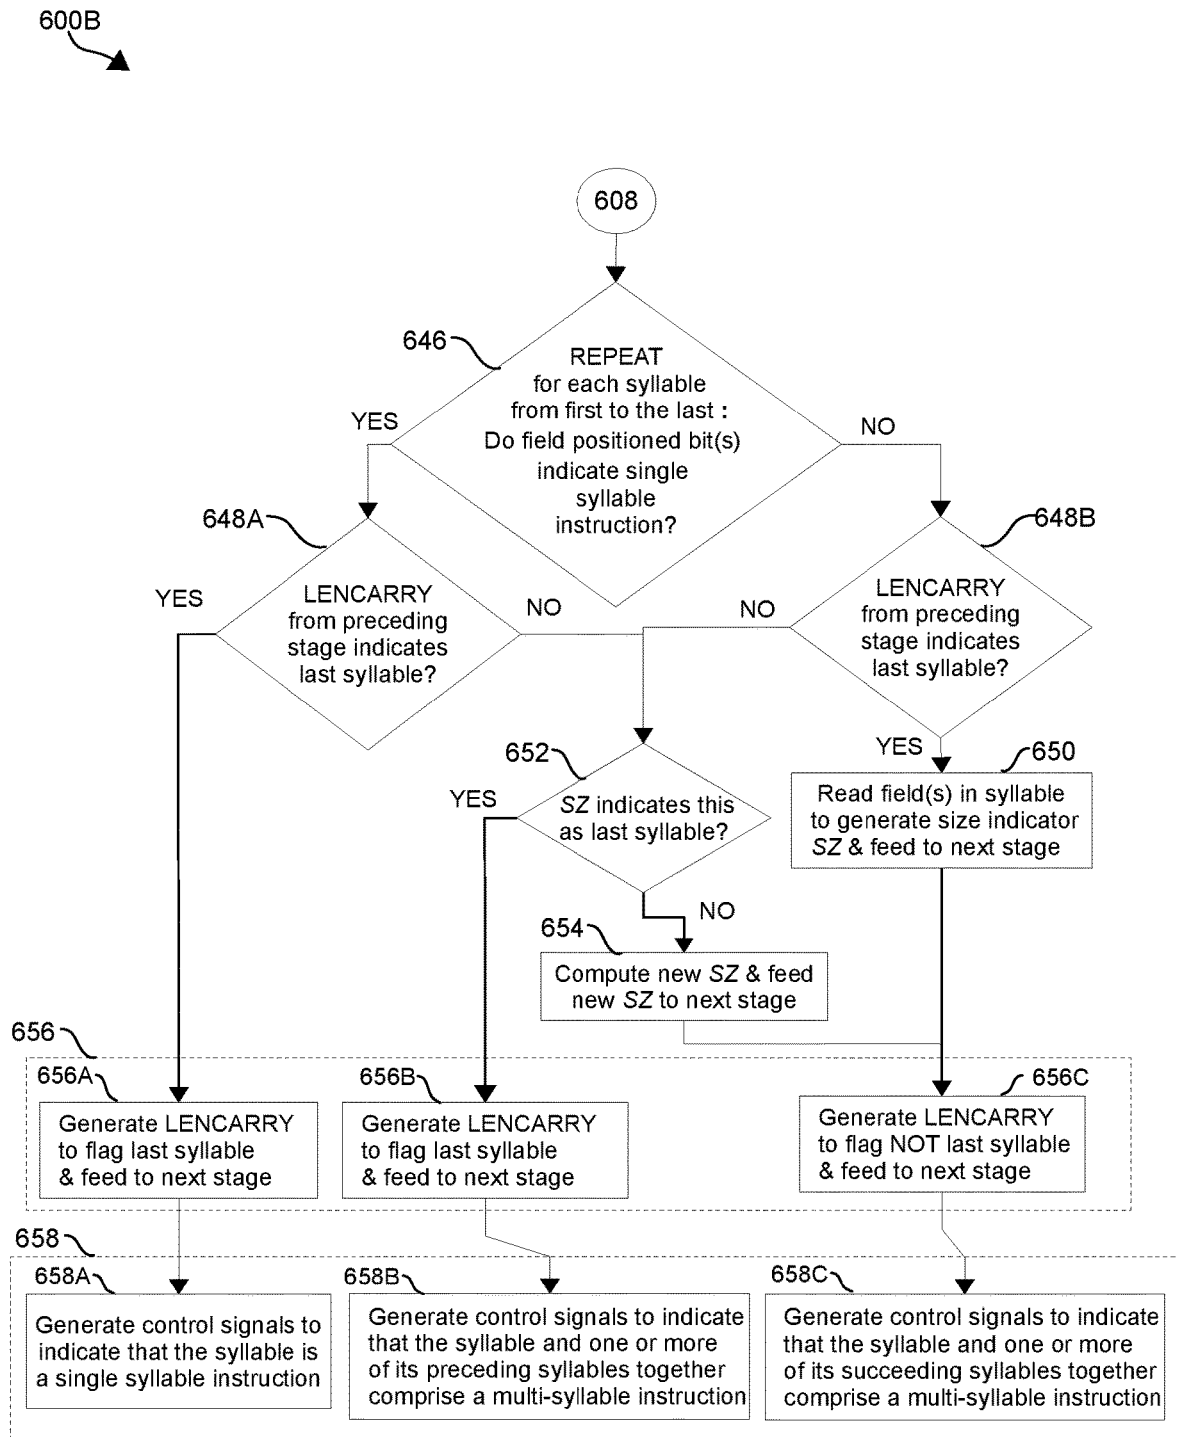 600B
608
646
REPEAT
for each syllable
from first to the last :
Do field positioned bit(s)
indicate single
syllable
instruction?
YES
NO
648A
LENCARRY
from preceding
stage indicates
last syllable?
YES
NO
648B
LENCARRY
from preceding
stage indicates
last syllable?
NO
YES
652
SZ indicates this
as last syllable?
YES
NO
650
Read field(s) in syllable
to generate size indicator
SZ & feed to next stage
654
Compute new SZ & feed
new SZ to next stage
656
656A
Generate LENCARRY
to flag last syllable
& feed to next stage
656B
Generate LENCARRY
to flag last syllable
& feed to next stage
656C
Generate LENCARRY
to flag NOT last syllable
& feed to next stage
658
658A
Generate control signals to
indicate that the syllable is
a single syllable instruction
658B
Generate control signals to indicate
that the syllable and one or more
of its preceding syllables together
comprise a multi-syllable instruction
658C
Generate control signals to indicate
that the syllable and one or more
of its succeeding syllables together
comprise a multi-syllable instruction